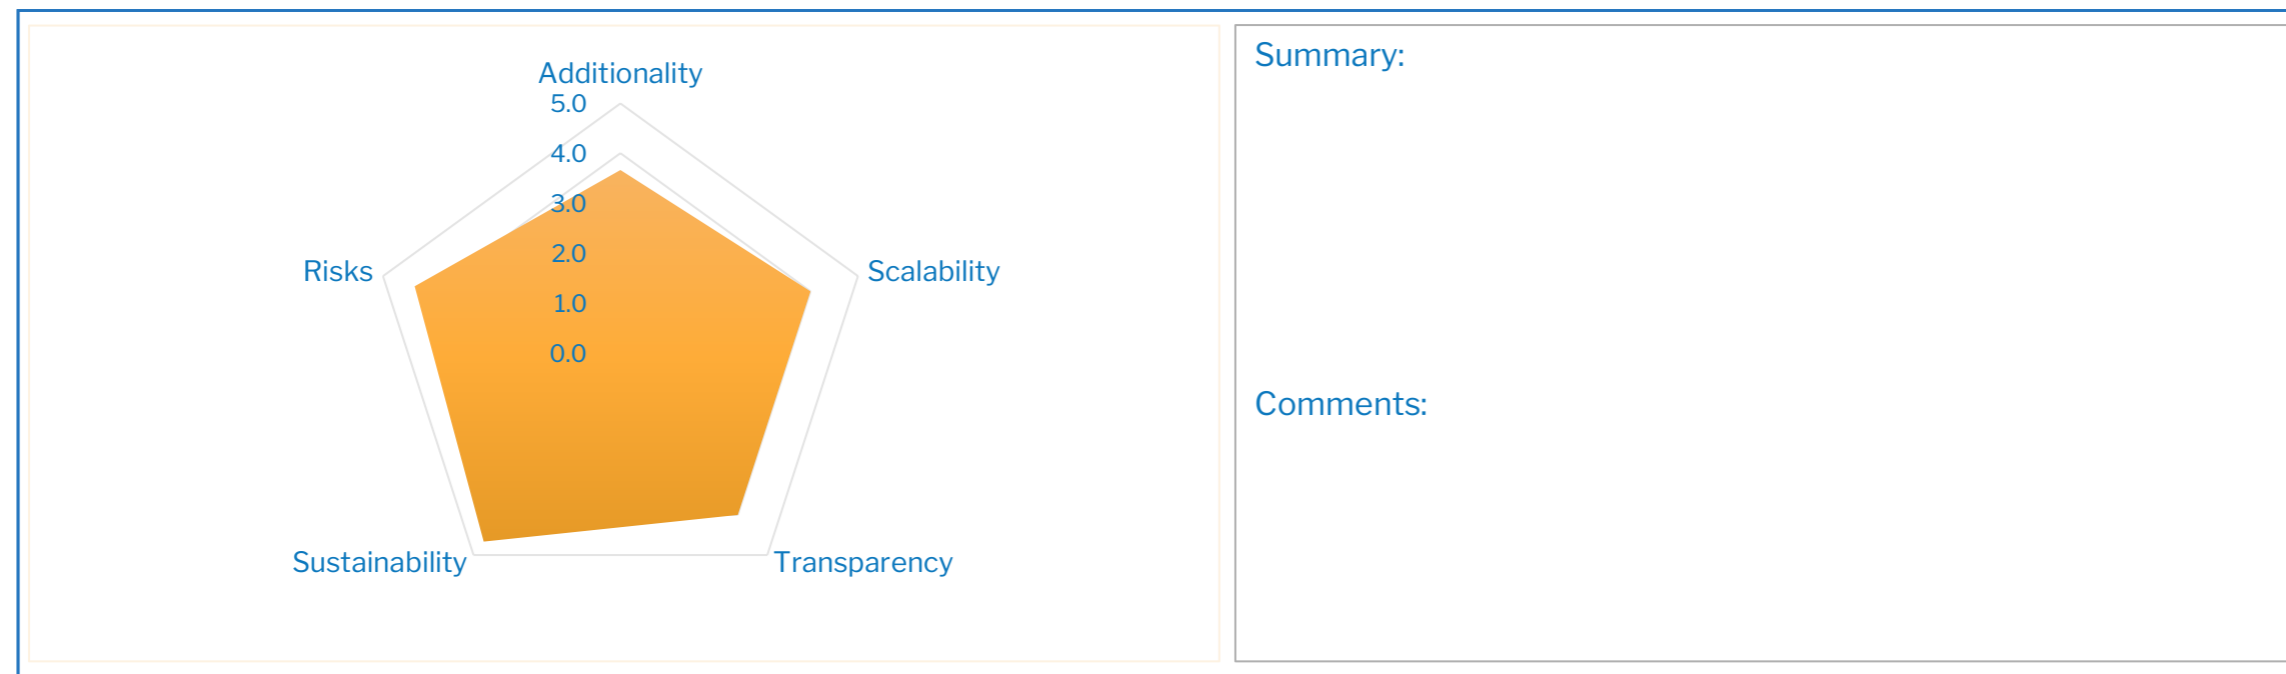 Additionality
5.0
4.0
3.0
2.0
1.0
0.0
Risks
Scalability
Sustainability
Transparency
Summary:
Comments: